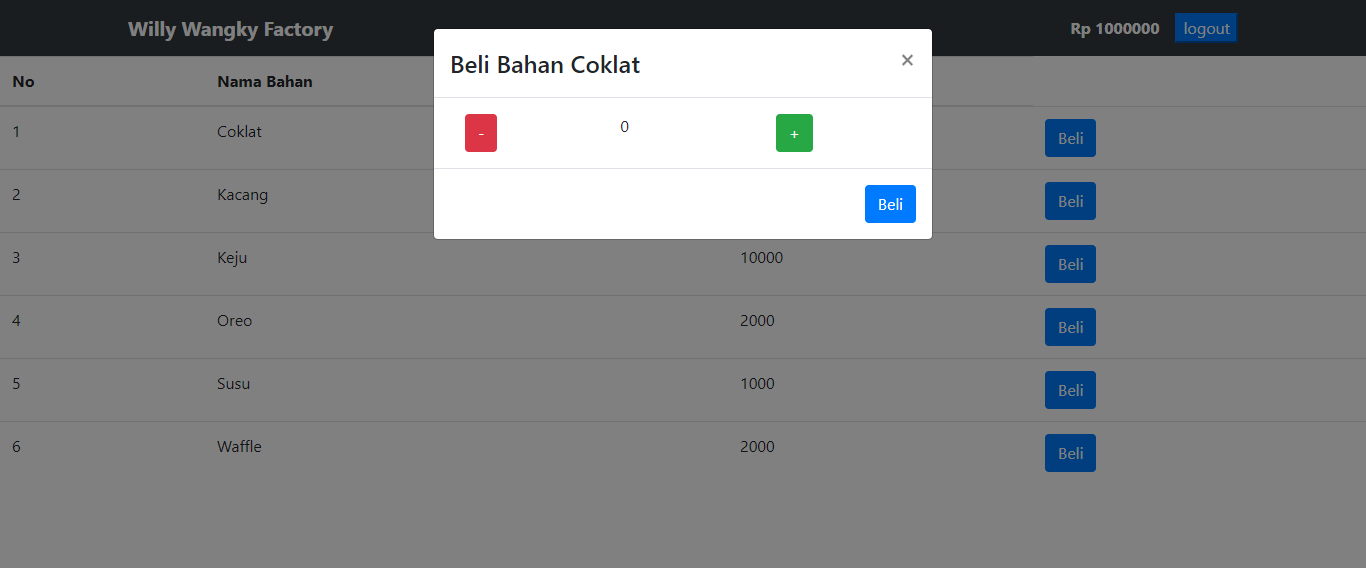 Willy Wangky Factory
Rp 1000000 logout
Beli Bahan Coklat ×
- 0 +
Beli
No Nama Bahan
1 Coklat Beli
2 Kacang Beli
3 Keju 10000 Beli
4 Oreo 2000 Beli
5 Susu 1000 Beli
6 Waffle 2000 Beli